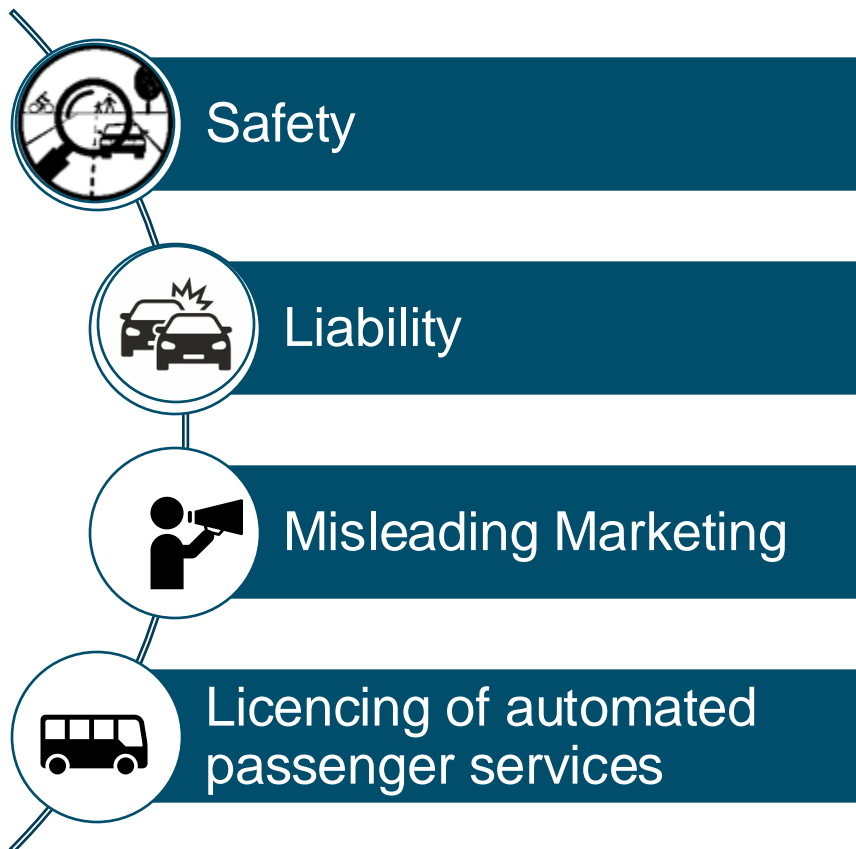 Safety
Liability
Misleading Marketing
Licencing of automated
passenger services